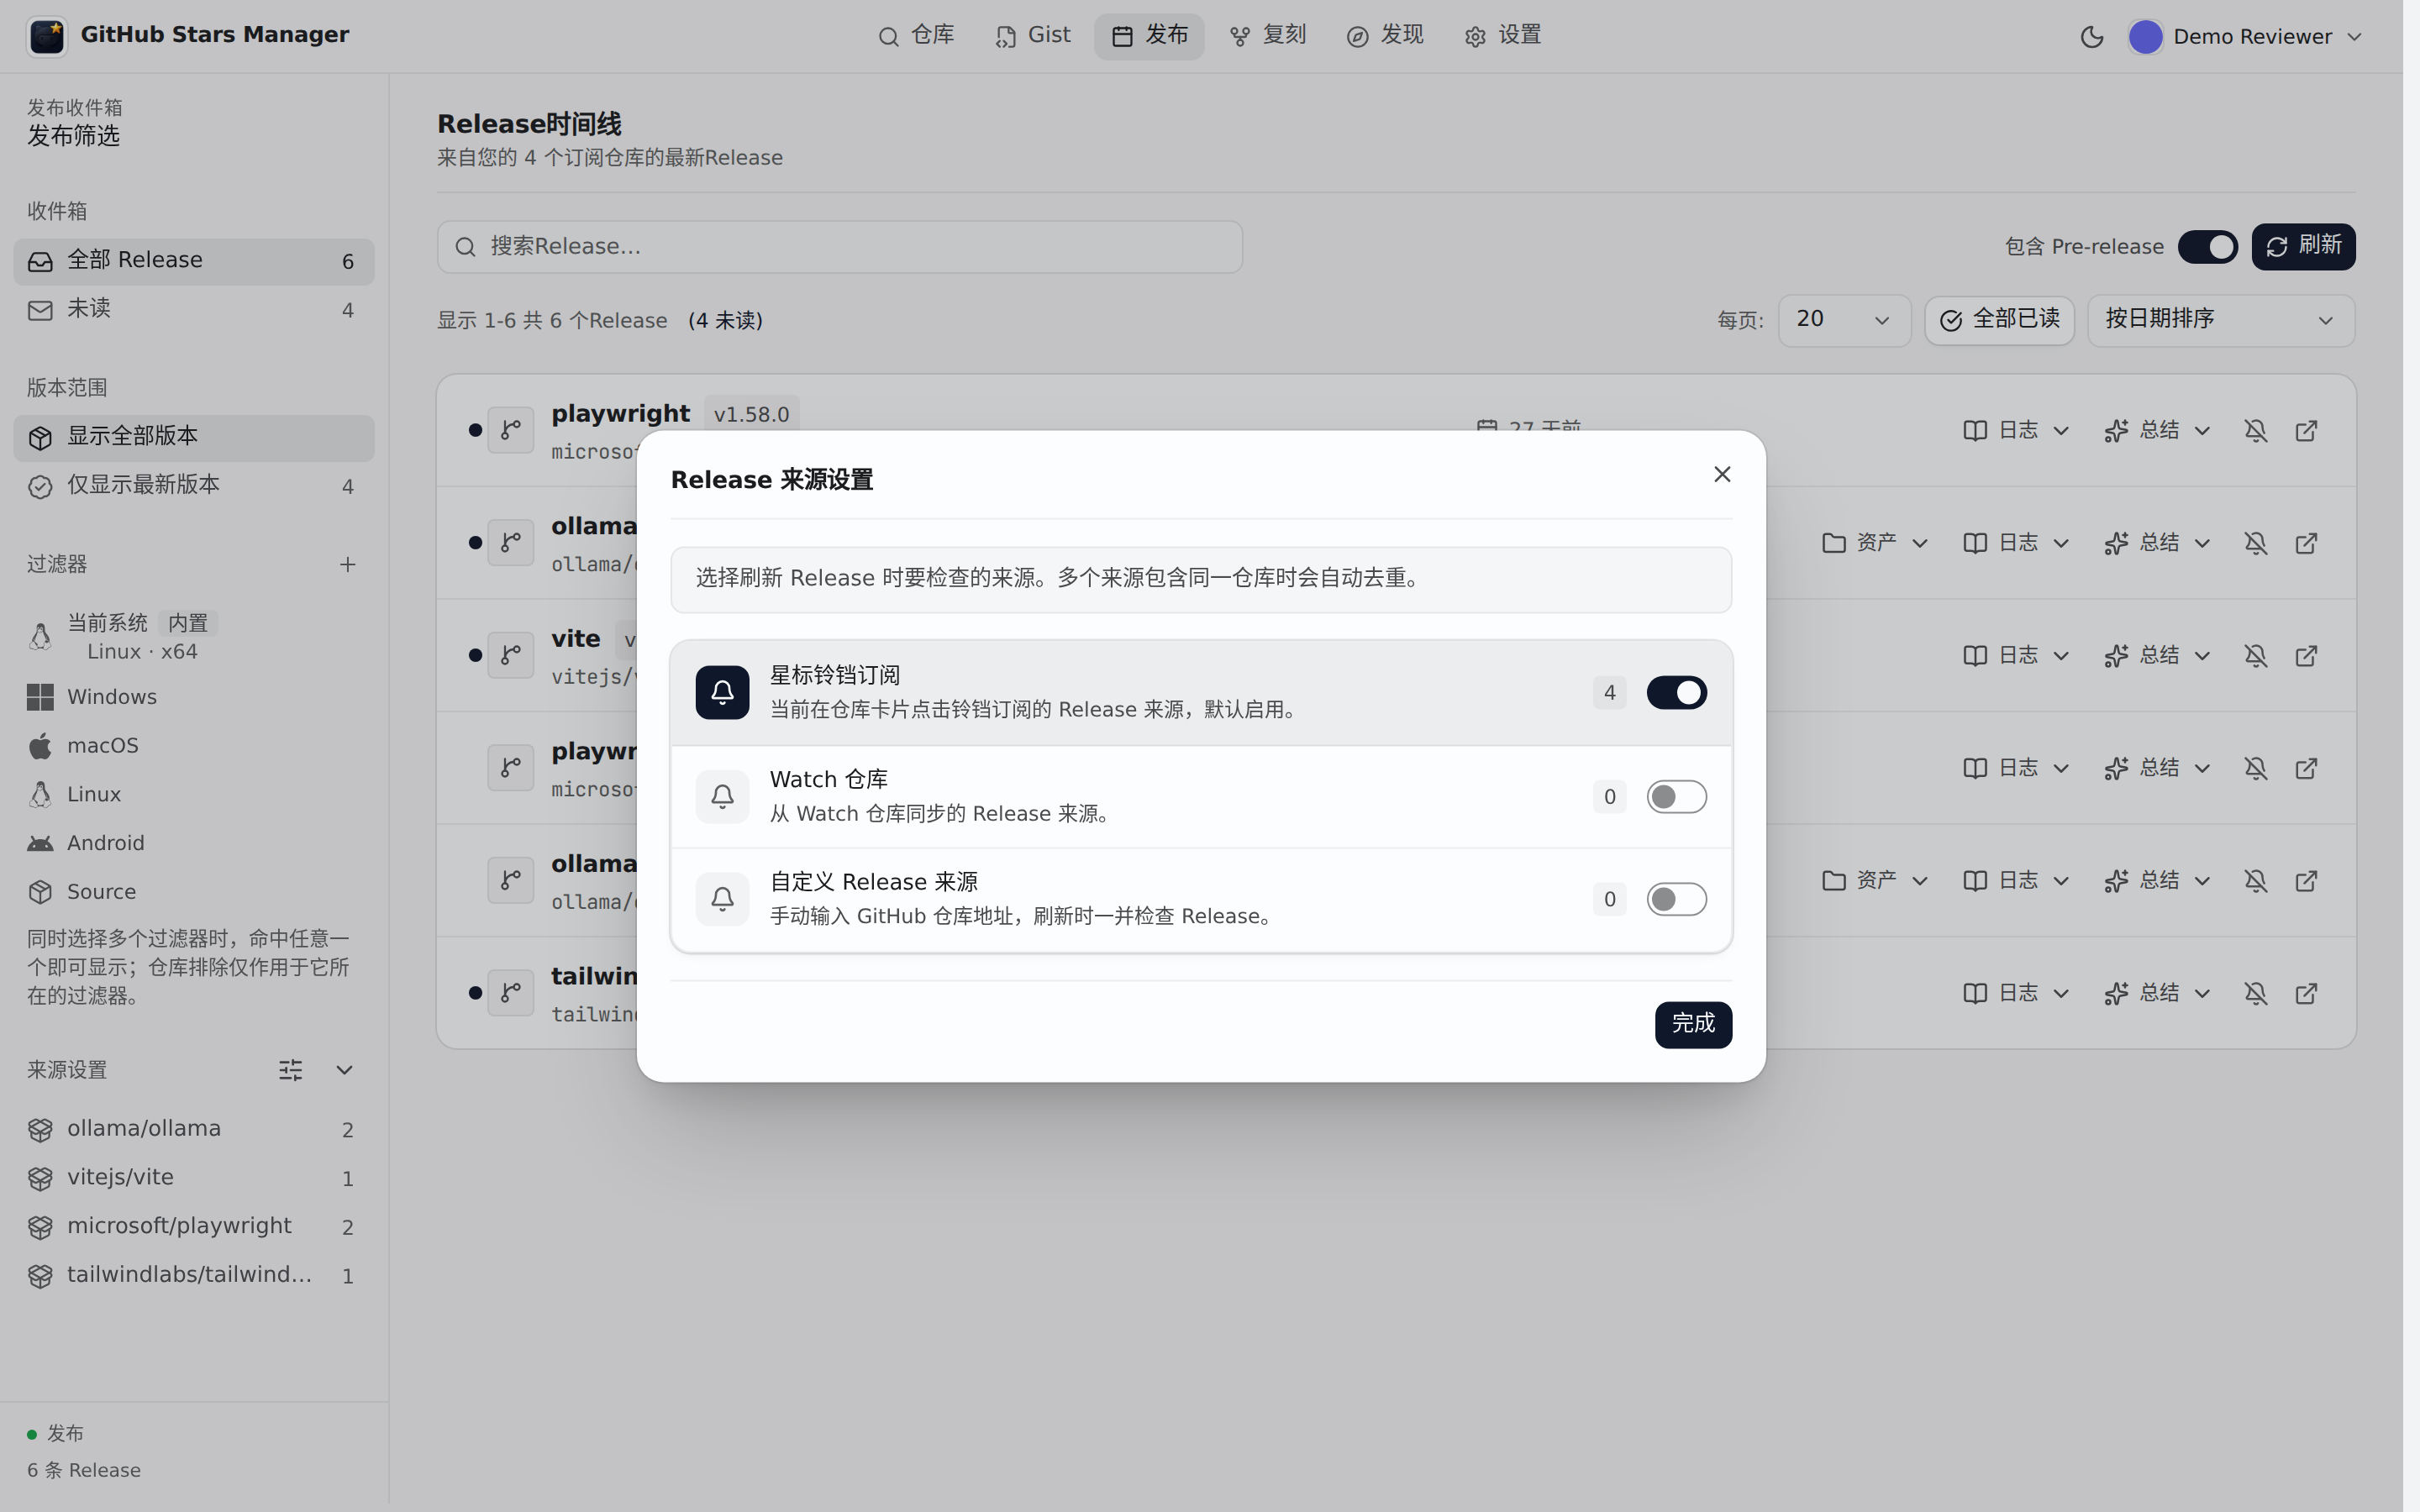 GitHub Stars Manager
仓库
Gist
发布
复刻
发现
设置
Demo Reviewer
发布收件箱
发布筛选
收件箱
全部 Release 6
未读 4
版本范围
显示全部版本
仅显示最新版本 4
过滤器
当前系统 内置
Linux · x64
Windows
macOS
Linux
Android
Source
同时选择多个过滤器时，命中任意一
个即可显示；仓库排除仅作用于它所
在的过滤器。
来源设置
ollama/ollama 2
vitejs/vite 1
microsoft/playwright 2
tailwindlabs/tailwind... 1
发布
6 条 Release
Release时间线
来自您的 4 个订阅仓库的最新Release
搜索Release...
包含 Pre-release
刷新
显示 1-6 共 6 个Release (4 未读)
每页: 20
全部已读
按日期排序
playwright v1.58.0
27 天前
日志 总结
ollama
资产 日志 总结
vite
日志 总结
日志 总结
ollama
资产 日志 总结
日志 总结
Release 来源设置
选择刷新 Release 时要检查的来源。多个来源包含同一仓库时会自动去重。
星标铃铛订阅
当前在仓库卡片点击铃铛订阅的 Release 来源，默认启用。
4
Watch 仓库
从 Watch 仓库同步的 Release 来源。
0
自定义 Release 来源
手动输入 GitHub 仓库地址，刷新时一并检查 Release。
0
完成